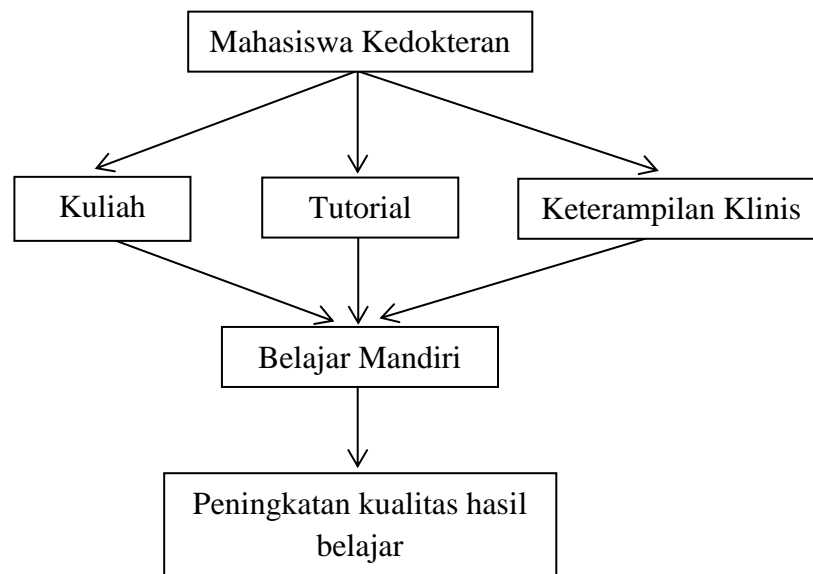 Mahasiswa Kedokteran
Kuliah
Tutorial
Keterampilan Klinis
Belajar Mandiri
Peningkatan kualitas hasil
belajar